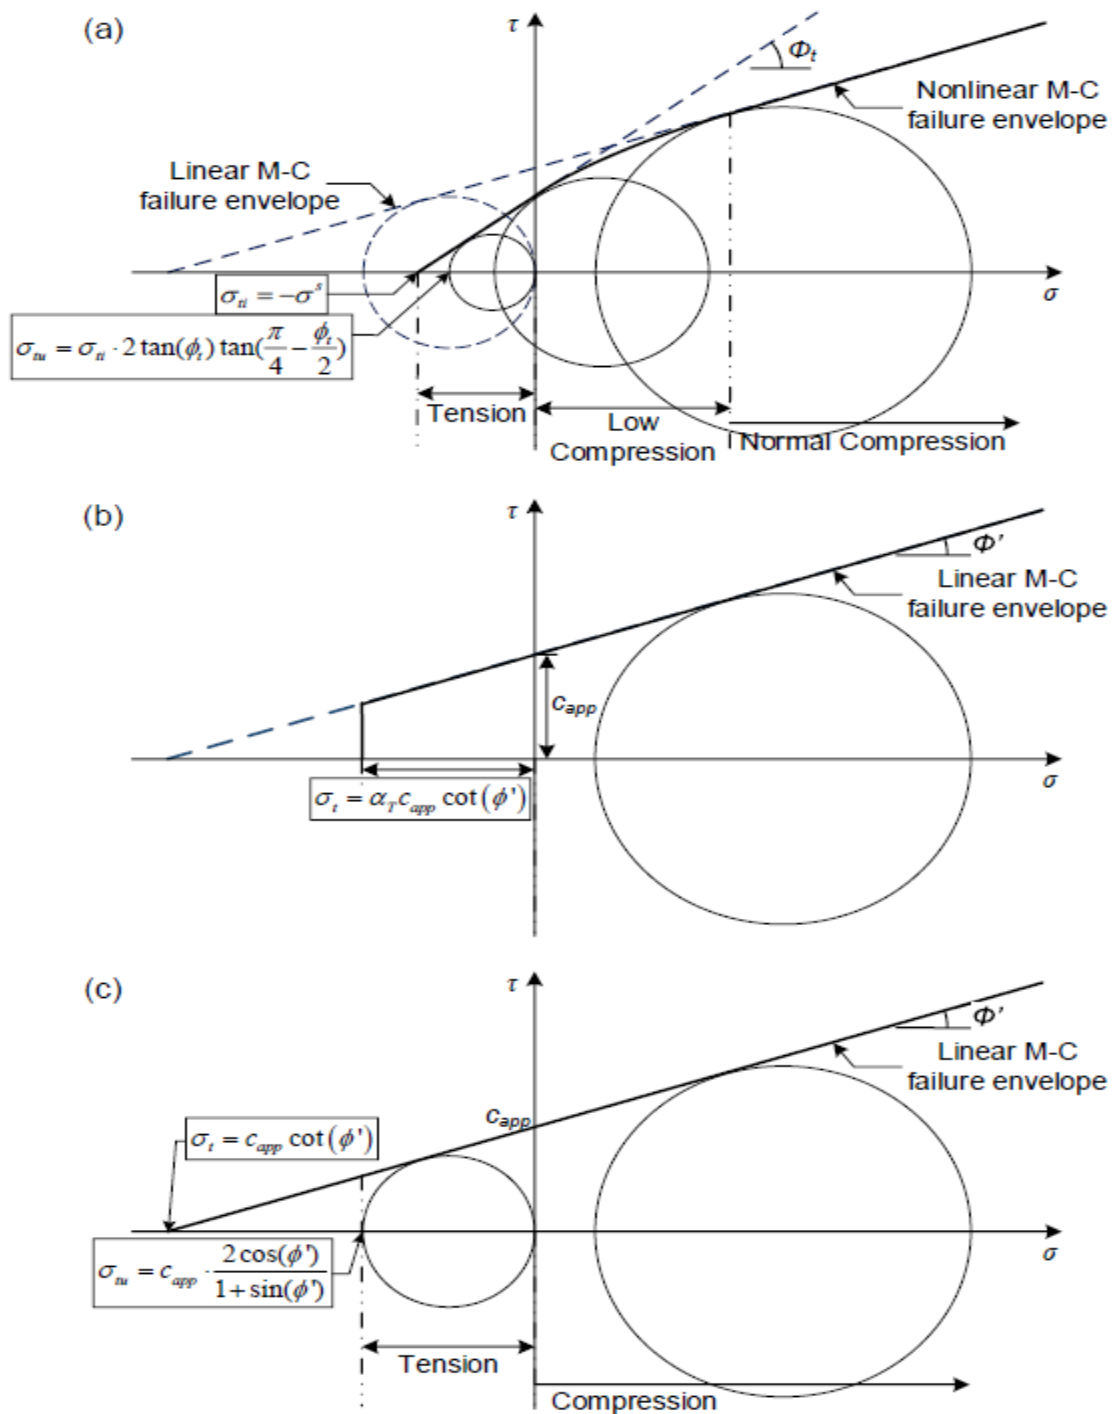 (a)
τ
Φt
Nonlinear M-C
failure envelope
Linear M-C
failure envelope
σti = −σ^s
σ
σtu = σti · 2 tan(ϕt) tan(π/4 − ϕt/2)
Tension
Low
Compression
Normal Compression
(b)
τ
Φ'
Linear M-C
failure envelope
capp
σt = αT capp cot(ϕ')
σ
(c)
τ
Φ'
Linear M-C
failure envelope
capp
σt = capp cot(ϕ')
σ
σtu = capp · 2cos(ϕ')/1+sin(ϕ')
Tension
Compression